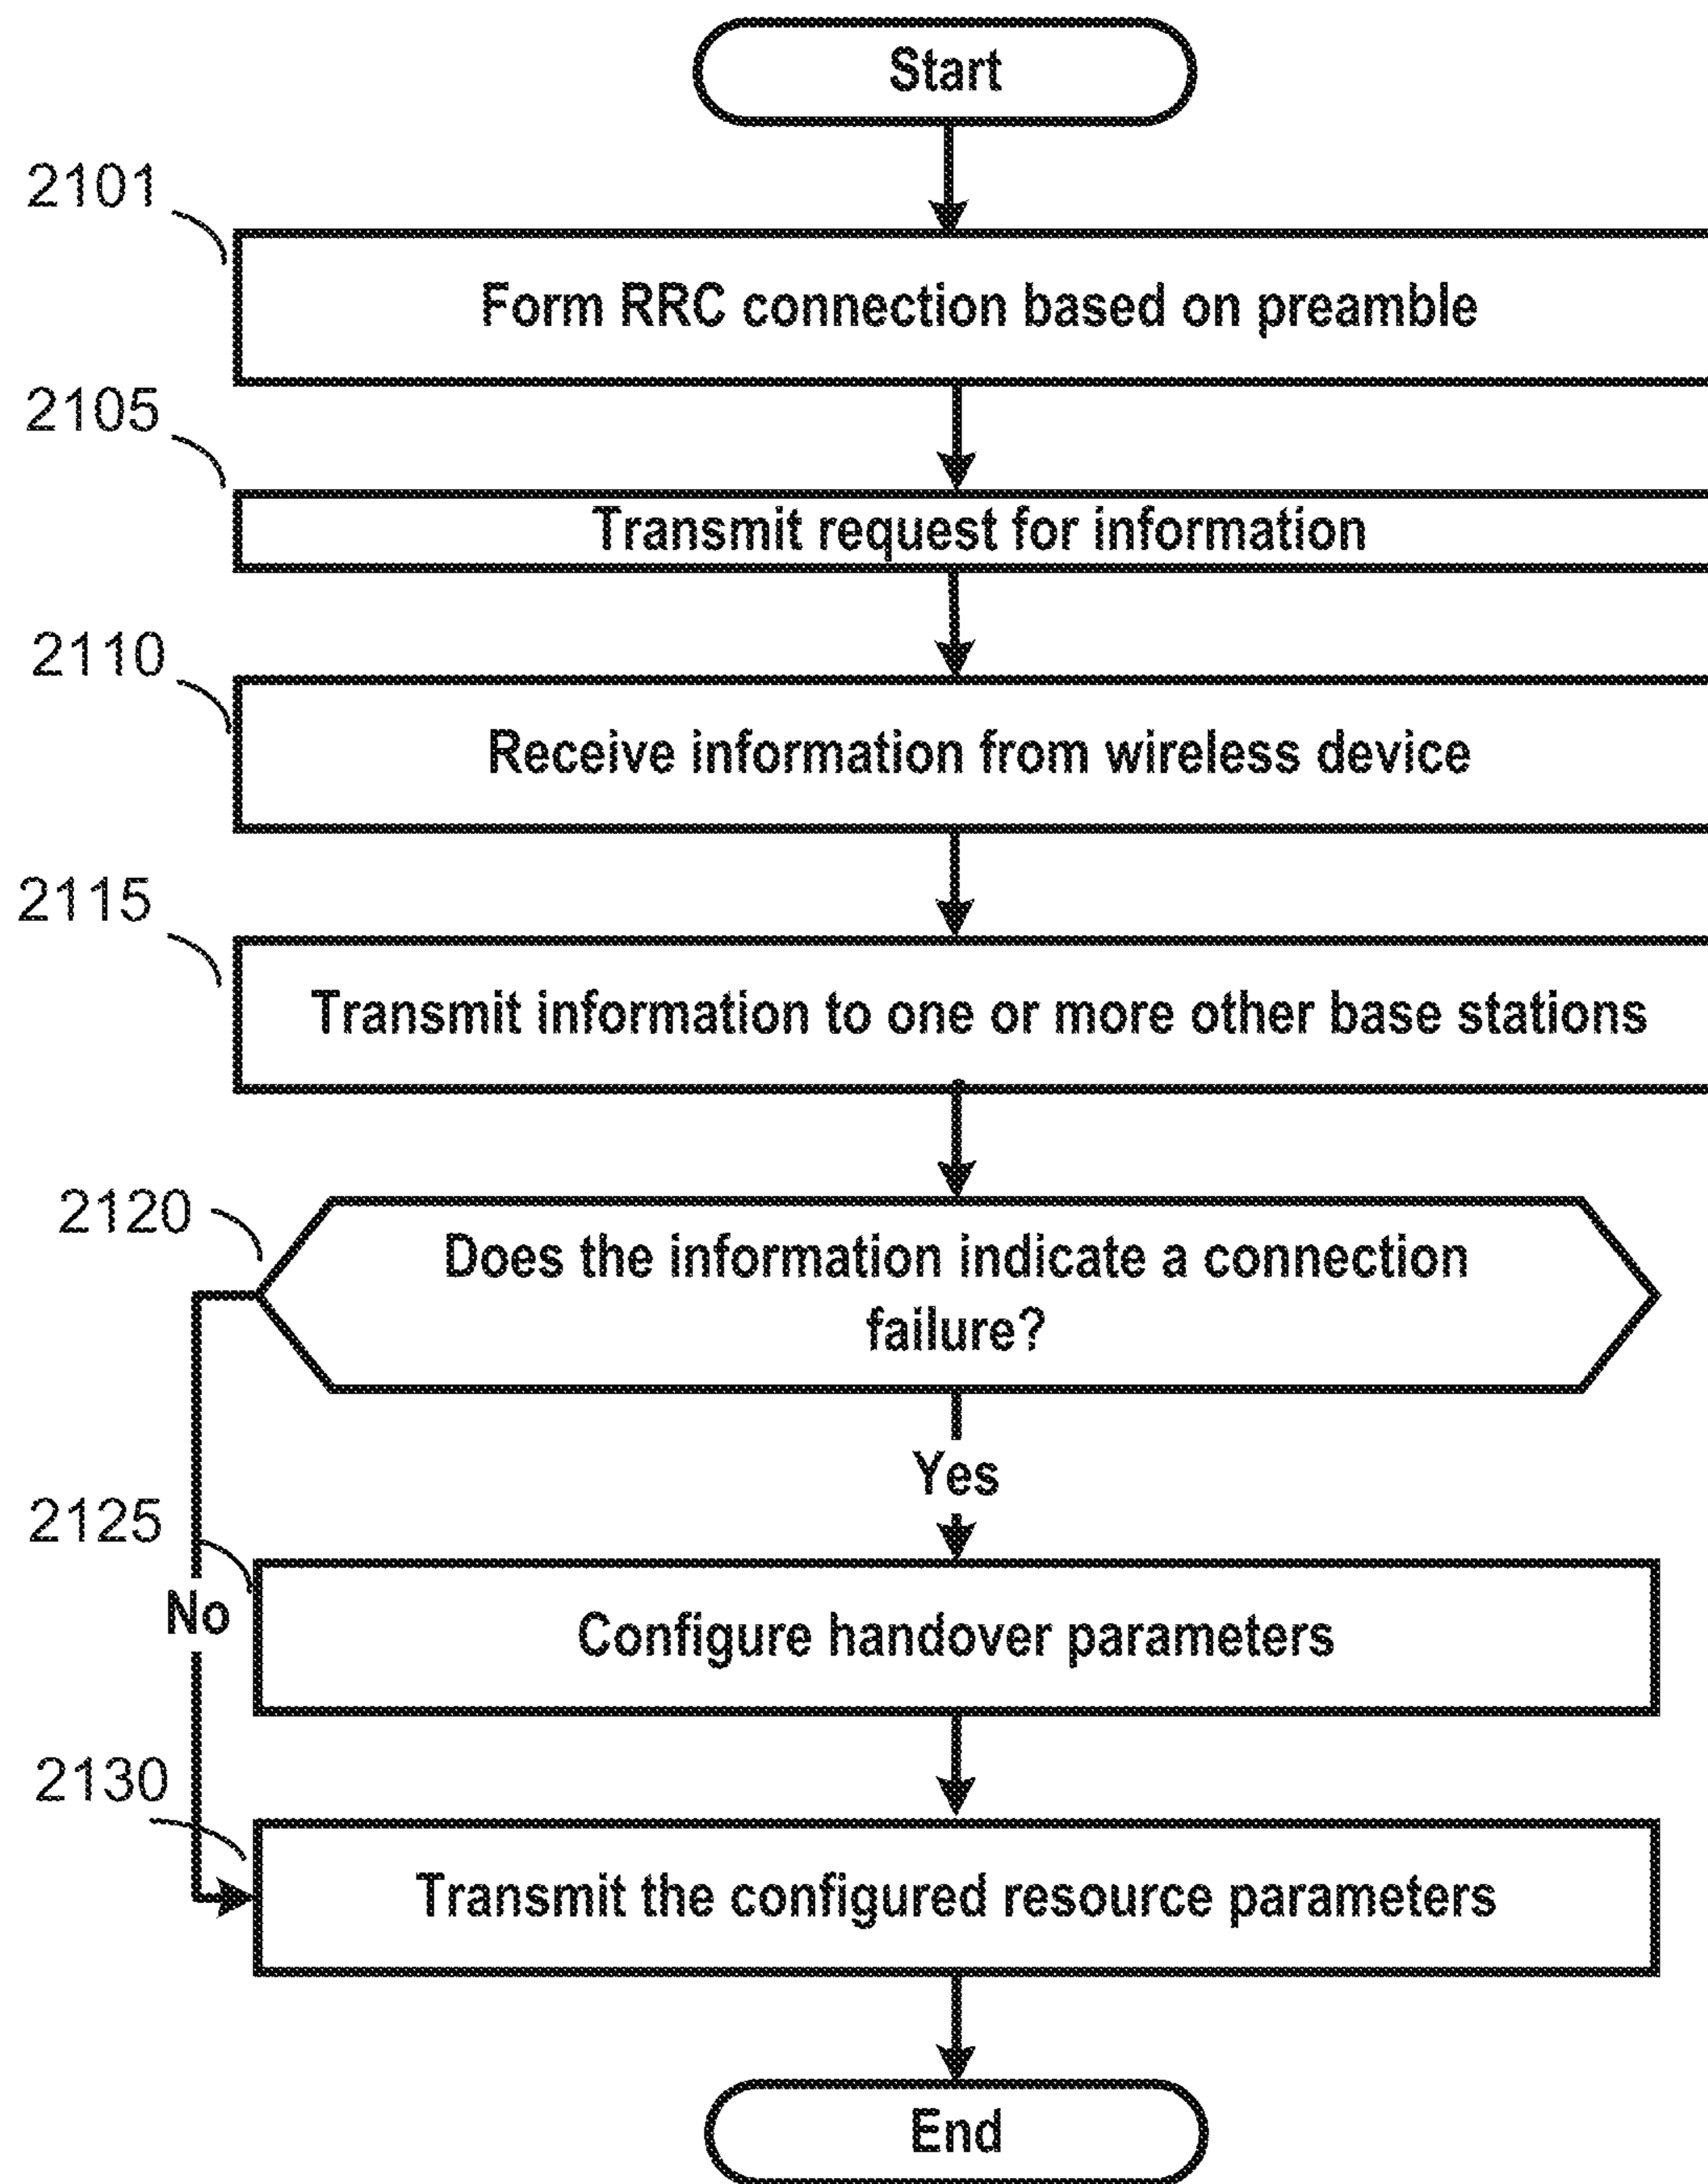 Start
2101
Form RRC connection based on preamble
2105
Transmit request for information
2110
Receive information from wireless device
2115
Transmit information to one or more other base stations
2120
Does the information indicate a connection
failure?
Yes
2125
No
Configure handover parameters
2130
Transmit the configured resource parameters
End